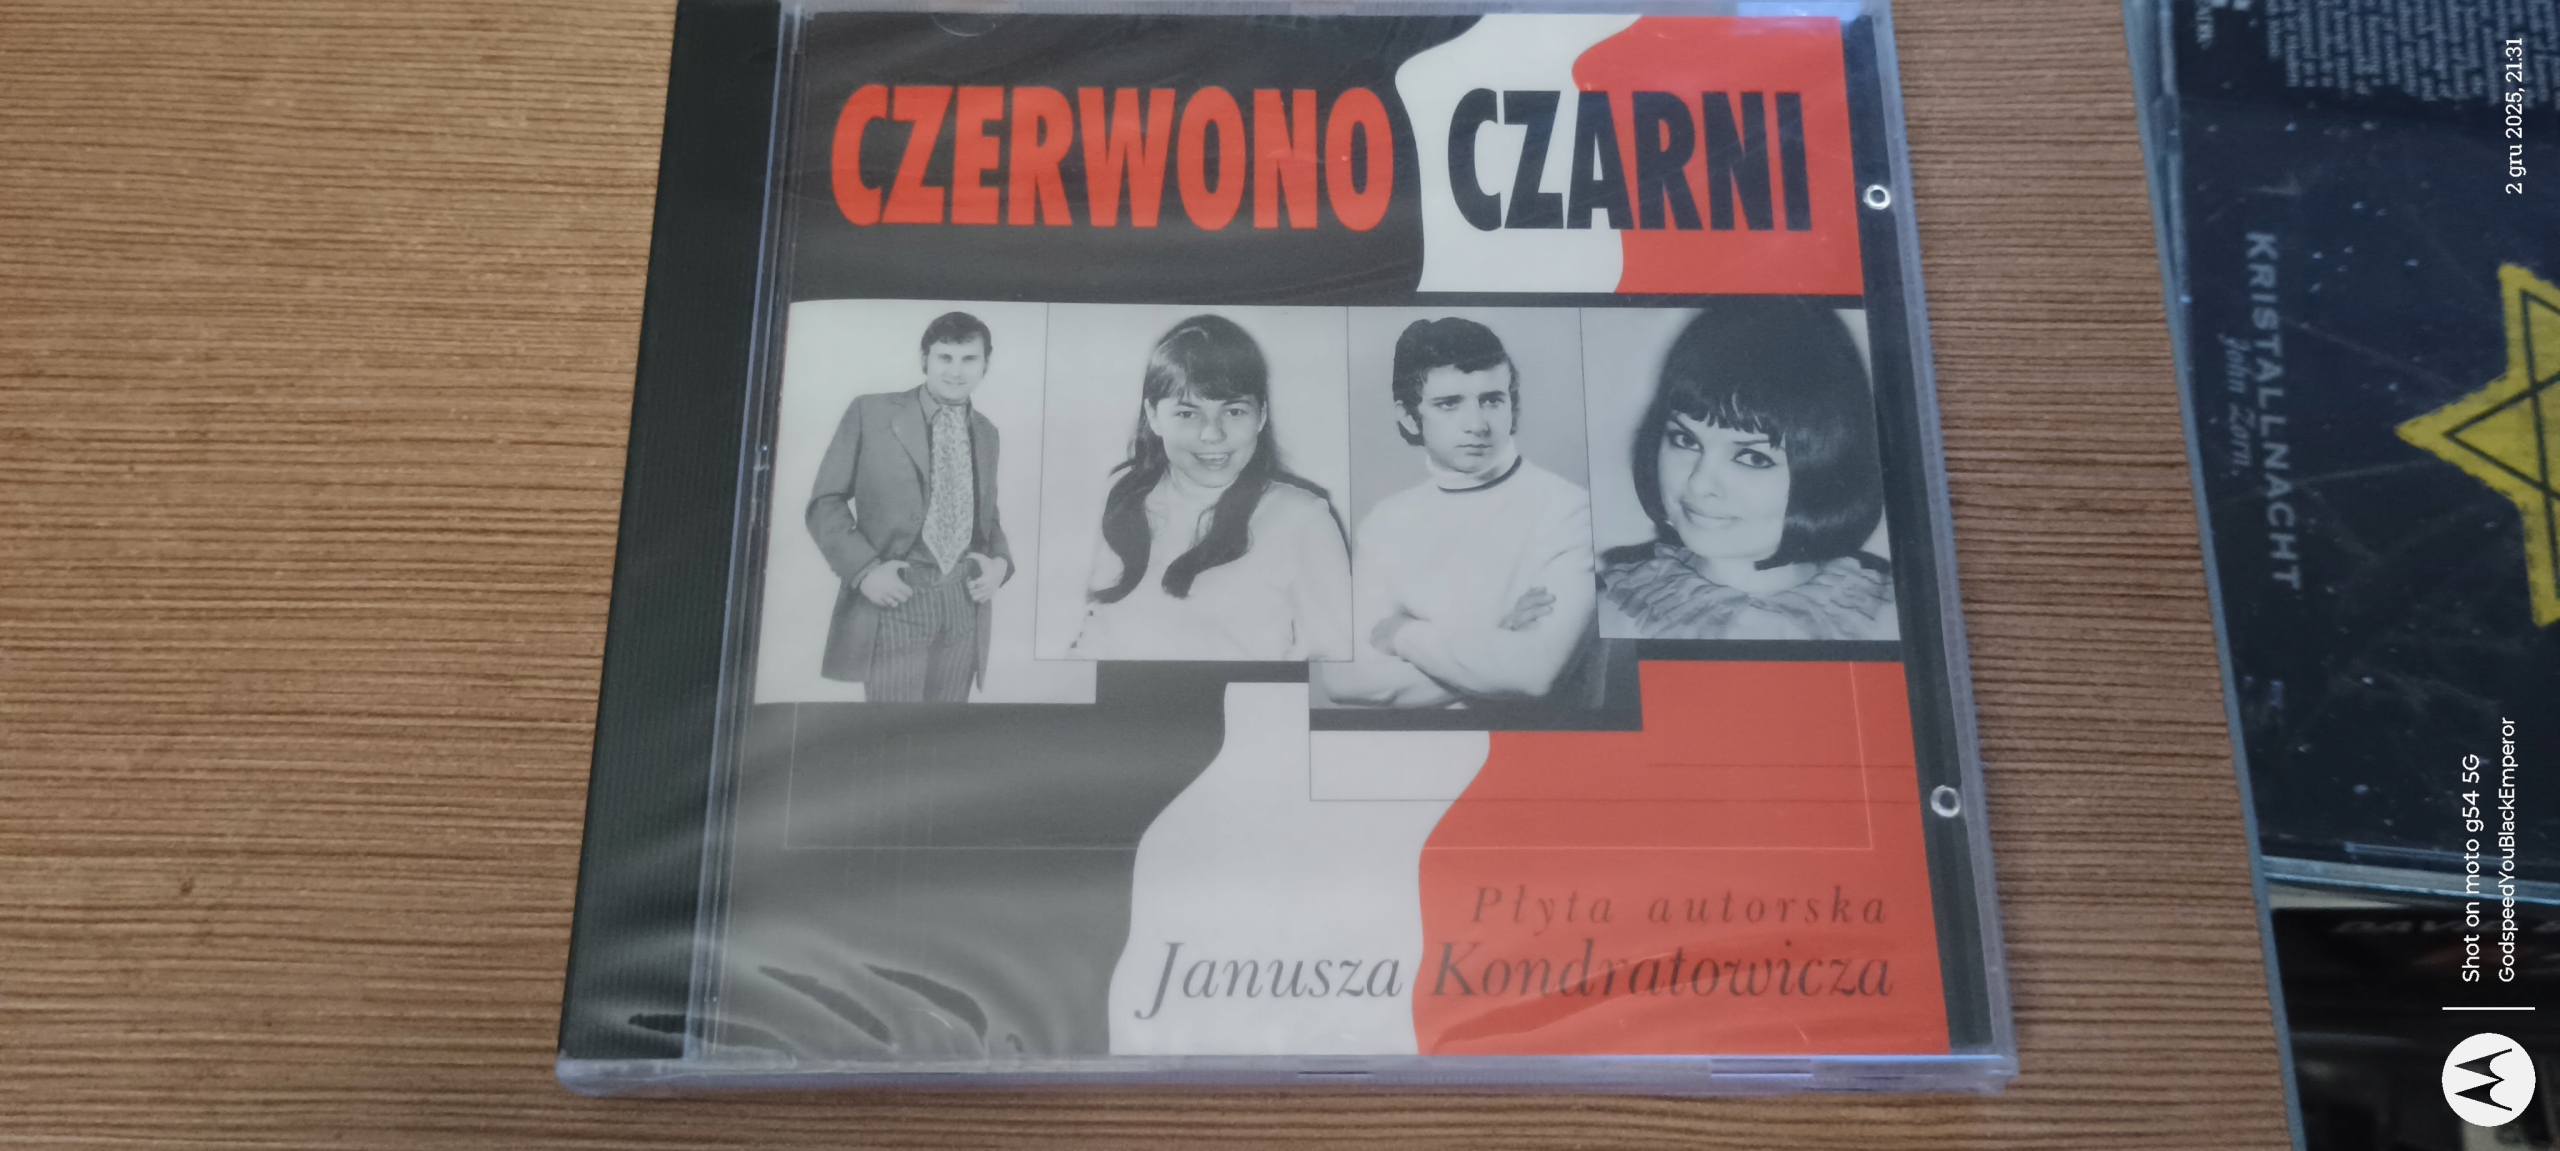 CZERWONO CZARNI
Płyta autorska
Janusza Kondratowicza
KRISTALLNACHT
John Zorn.
2 gru 2025, 21:31
Shot on moto g54 5G
GodspeedYouBlackEmperor